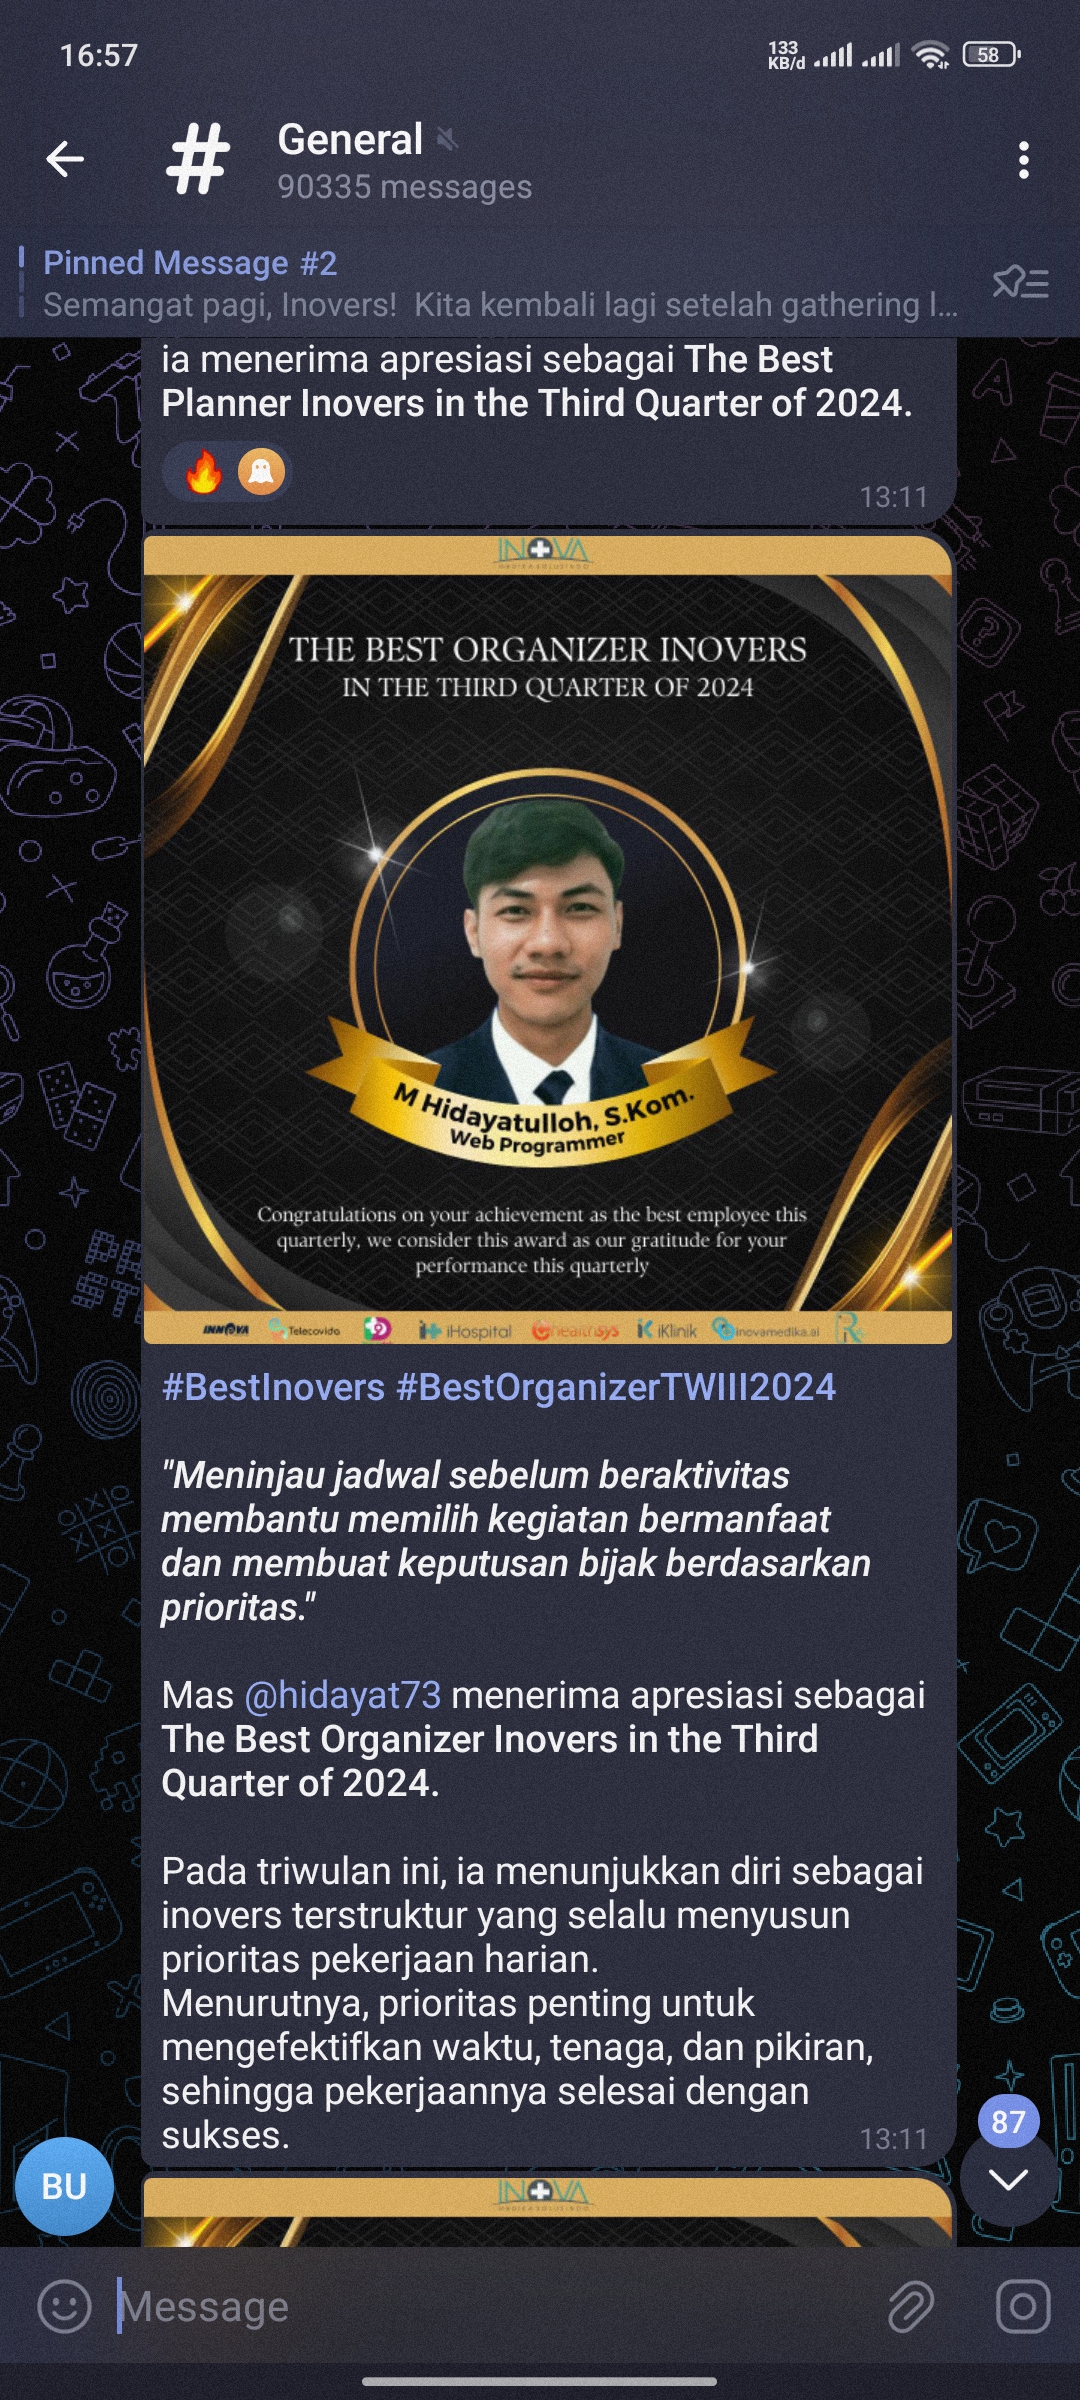 16:57
133
KB/d
58
General
90335 messages
Pinned Message #2
Semangat pagi, Inovers!  Kita kembali lagi setelah gathering l...
ia menerima apresiasi sebagai The Best
Planner Inovers in the Third Quarter of 2024.
13:11
INOVA
THE BEST ORGANIZER INOVERS
IN THE THIRD QUARTER OF 2024
M Hidayatulloh, S.Kom.
Web Programmer
Congratulations on your achievement as the best employee this
quarterly, we consider this award as our gratitude for your
performance this quarterly
INNOVA Telecovido iHospital ehealthsys iKlinik inovamedika.ai
#BestInovers #BestOrganizerTWIII2024
"Meninjau jadwal sebelum beraktivitas
membantu memilih kegiatan bermanfaat
dan membuat keputusan bijak berdasarkan
prioritas."
Mas @hidayat73 menerima apresiasi sebagai
The Best Organizer Inovers in the Third
Quarter of 2024.
Pada triwulan ini, ia menunjukkan diri sebagai
inovers terstruktur yang selalu menyusun
prioritas pekerjaan harian.
Menurutnya, prioritas penting untuk
mengefektifkan waktu, tenaga, dan pikiran,
sehingga pekerjaannya selesai dengan
sukses.
13:11
87
BU
INOVA
Message